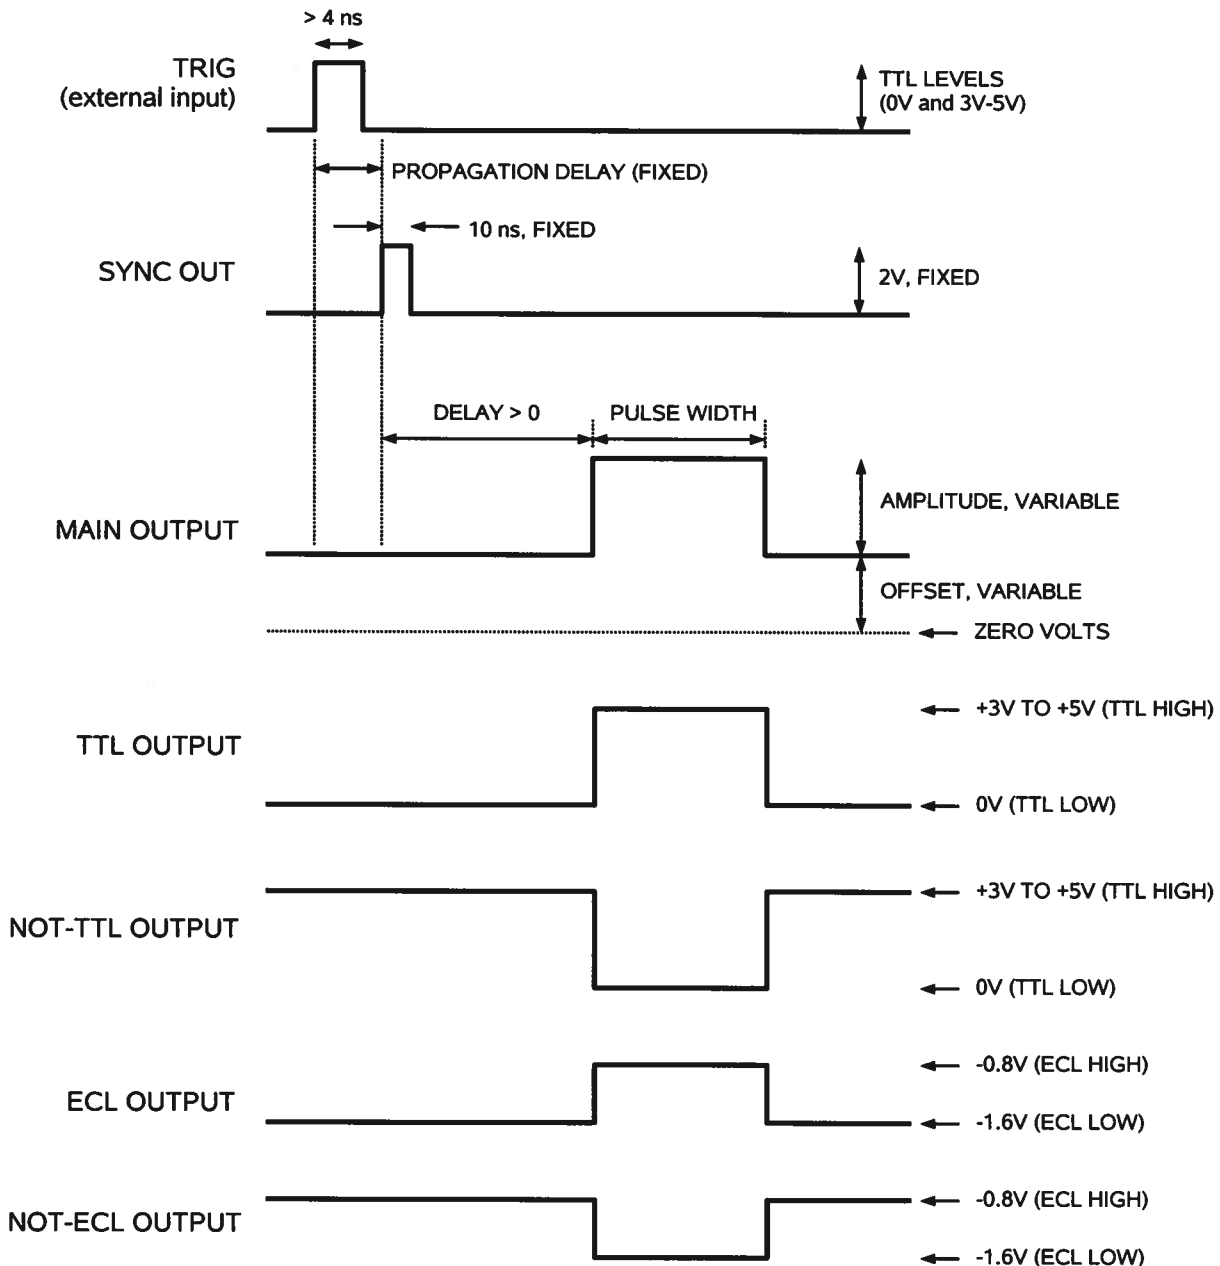 > 4 ns
TRIG
(external input)
TTL LEVELS
(0V and 3V-5V)
PROPAGATION DELAY (FIXED)
10 ns, FIXED
SYNC OUT
2V, FIXED
DELAY > 0
PULSE WIDTH
MAIN OUTPUT
AMPLITUDE, VARIABLE
OFFSET, VARIABLE
ZERO VOLTS
+3V TO +5V (TTL HIGH)
TTL OUTPUT
0V (TTL LOW)
+3V TO +5V (TTL HIGH)
NOT-TTL OUTPUT
0V (TTL LOW)
-0.8V (ECL HIGH)
ECL OUTPUT
-1.6V (ECL LOW)
-0.8V (ECL HIGH)
NOT-ECL OUTPUT
-1.6V (ECL LOW)